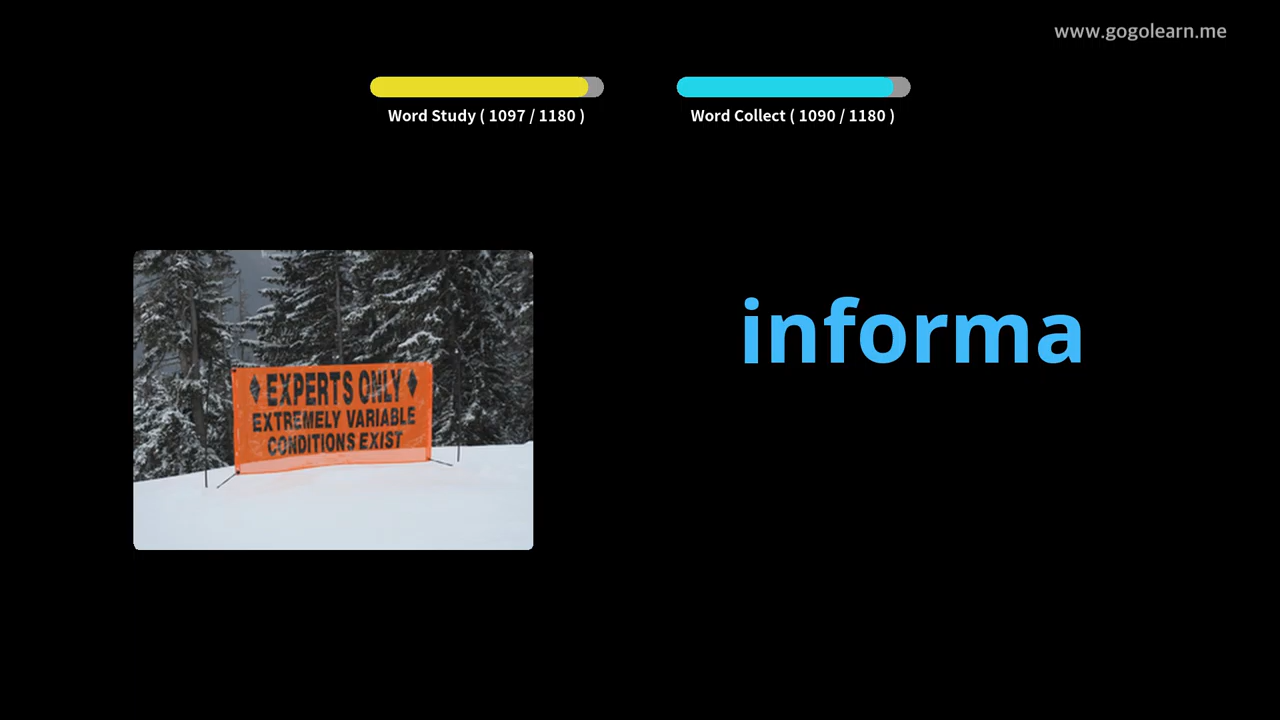 www.gogolearn.me
Word Study ( 1097 / 1180 )
Word Collect ( 1090 / 1180 )
EXPERTS ONLY
EXTREMELY VARIABLE
CONDITIONS EXIST
informa